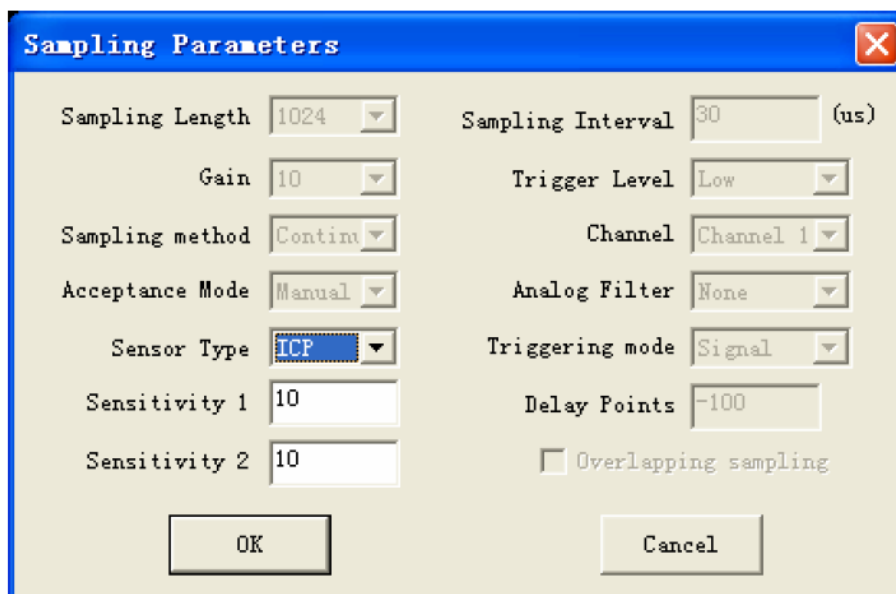 Sampling Parameters
Sampling Length 1024 Sampling Interval 30 (us)
Gain 10 Trigger Level Low
Sampling method Continu Channel Channel 1
Acceptance Mode Manual Analog Filter None
Sensor Type ICP Triggering mode Signal
Sensitivity 1 10 Delay Points -100
Sensitivity 2 10 Overlapping sampling
OK Cancel